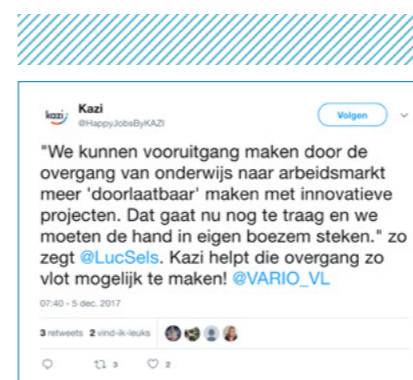 kazi
Kazi
@HappyJobsByKAZI
Volgen
"We kunnen vooruitgang maken door de
overgang van onderwijs naar arbeidsmarkt
meer 'doorlaatbaar' maken met innovatieve
projecten. Dat gaat nu nog te traag en we
moeten de hand in eigen boezem steken." zo
zegt @LucSels. Kazi helpt die overgang zo
vlot mogelijk te maken! @VARIO_VL
07:40 - 5 dec. 2017
3 retweets 2 vind-ik-leuks
3 2